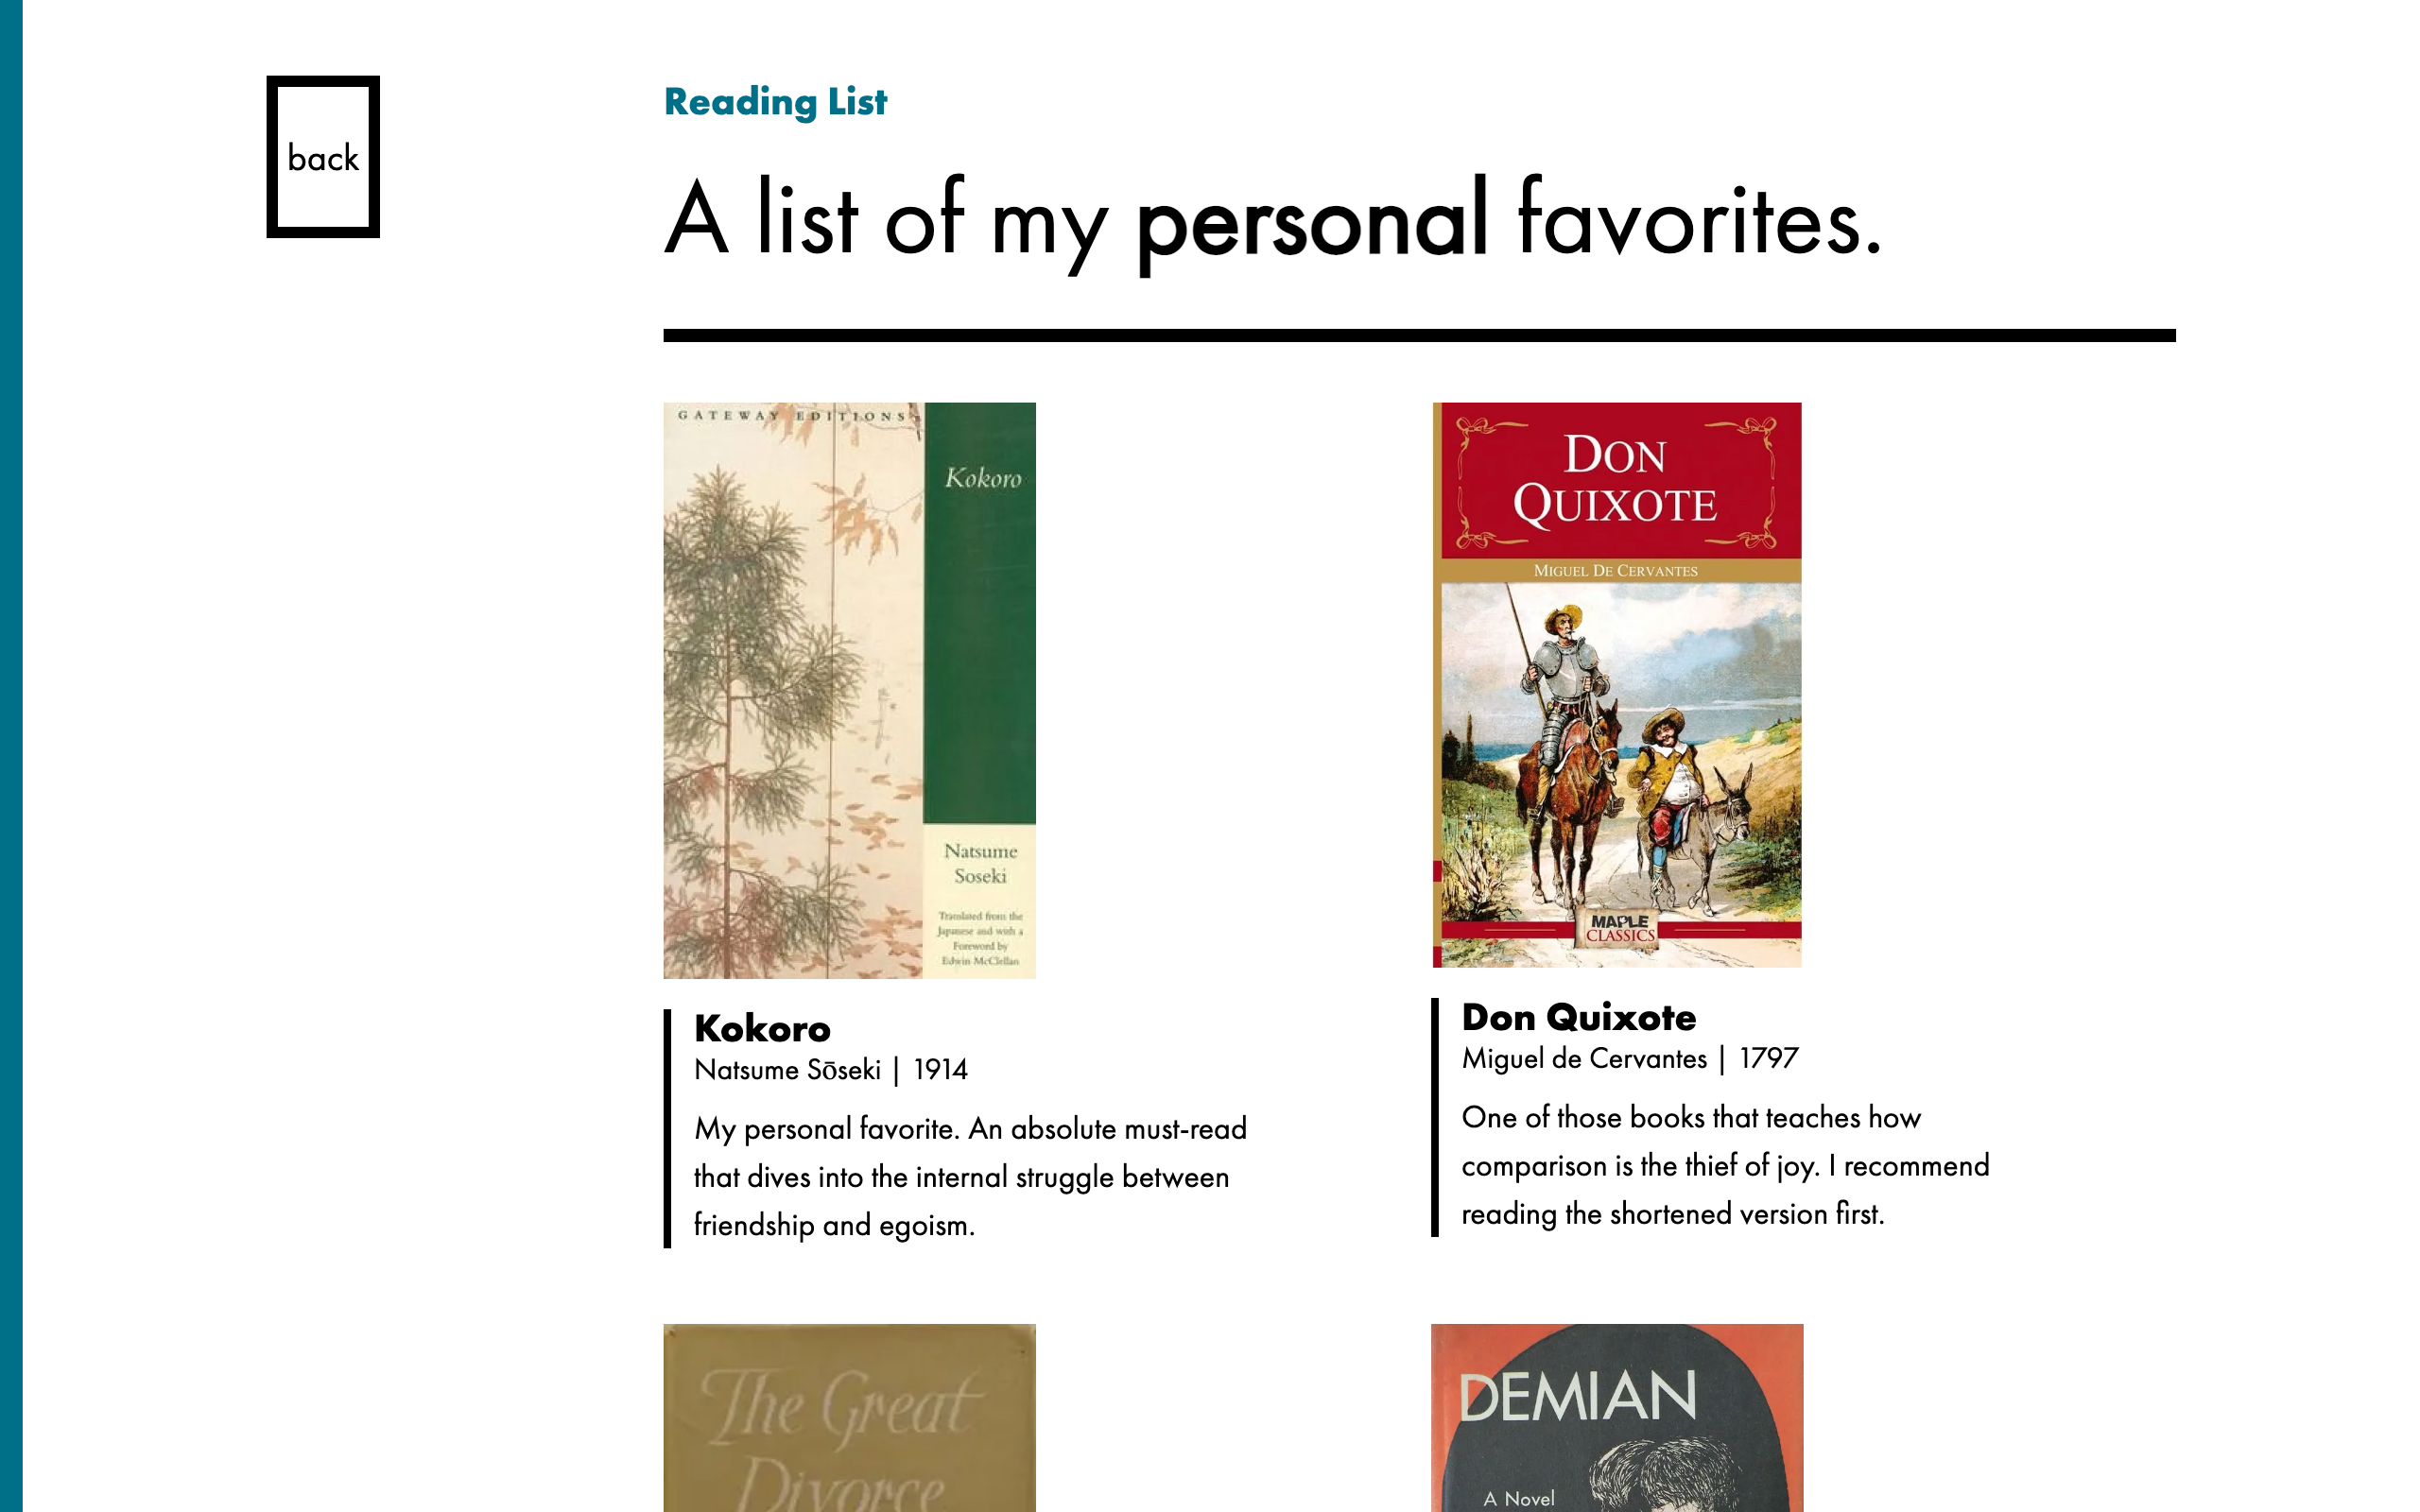 back
Reading List
A list of my personal favorites.
GATEWAY EDITIONS
Kokoro
Natsume
Soseki
Translated from the
Japanese and with a
Foreword by
Edwin McClellan
Kokoro
Natsume Sōseki | 1914
My personal favorite. An absolute must-read
that dives into the internal struggle between
friendship and egoism.
DON
QUIXOTE
MIGUEL DE CERVANTES
MAPLE
CLASSICS
Don Quixote
Miguel de Cervantes | 1797
One of those books that teaches how
comparison is the thief of joy. I recommend
reading the shortened version first.
The Great
Divorce
DEMIAN
A Novel